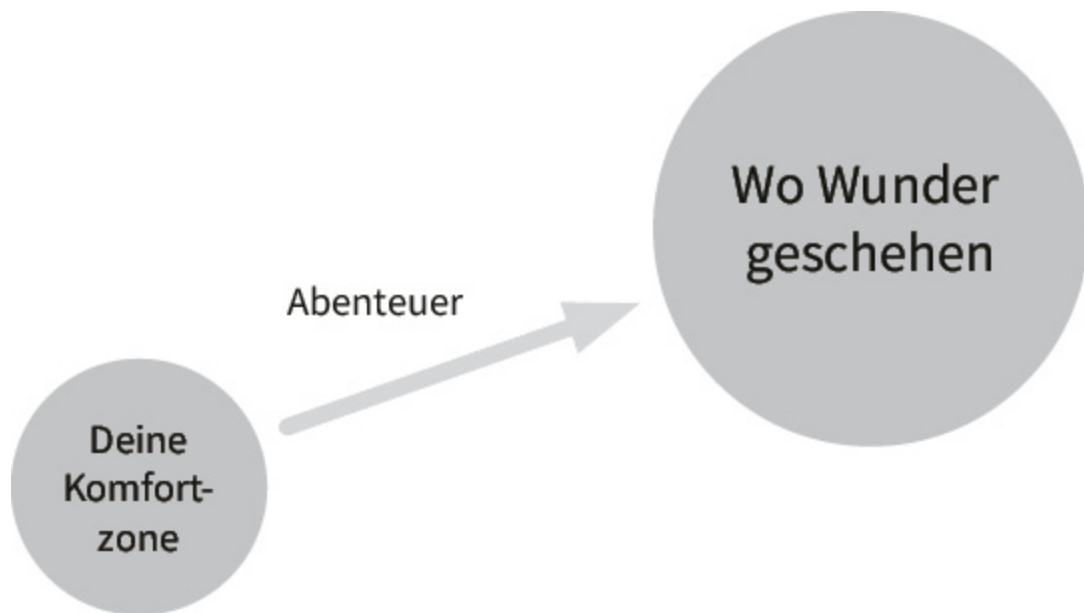 Wo Wunder
geschehen
Abenteuer
Deine
Komfort-
zone